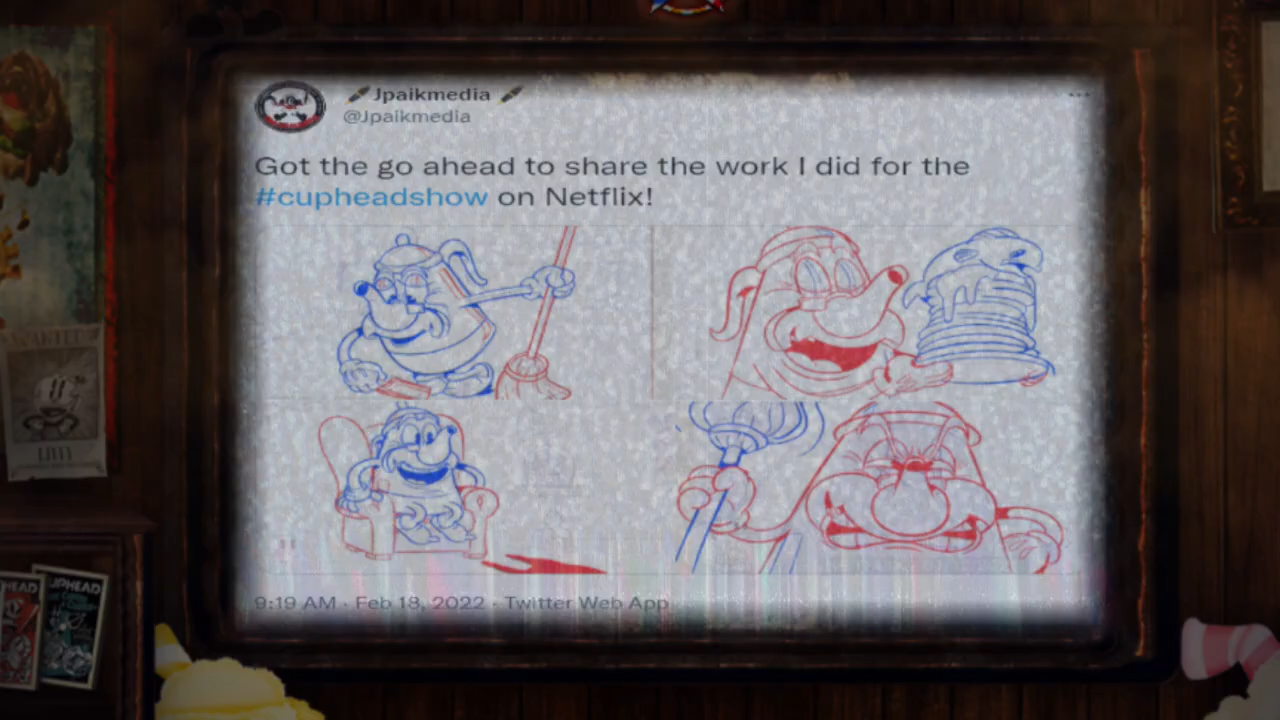 Jpaikmedia
@Jpaikmedia
Got the go ahead to share the work I did for the
#cupheadshow on Netflix!
9:19 AM · Feb 18, 2022 · Twitter Web App